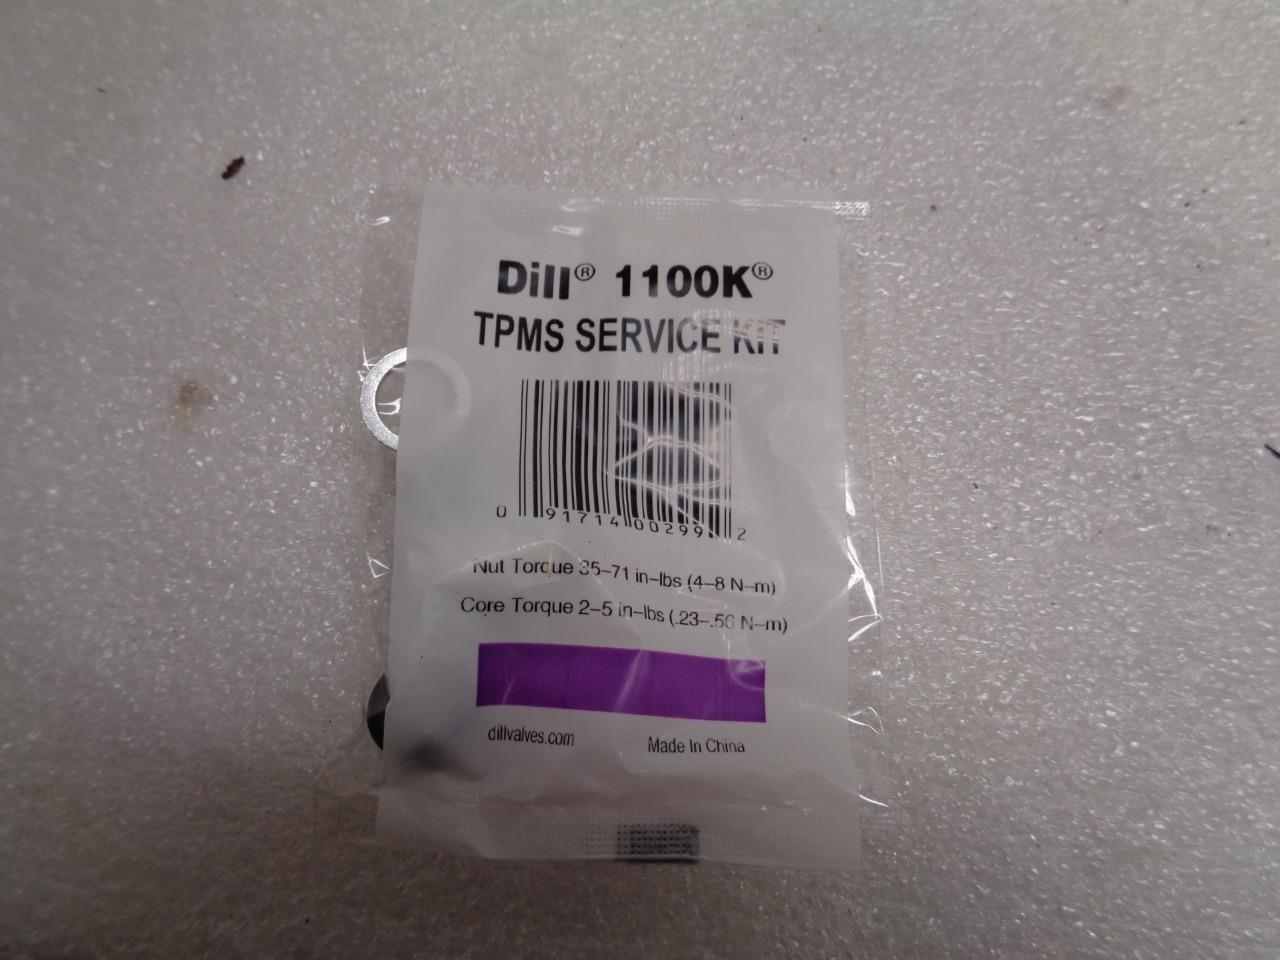 Dill® 1100K®
TPMS SERVICE KIT
0 91714 00299 2
Nut Torque 35–71 in–lbs (4–8 N–m)
Core Torque 2–5 in–lbs (.23–.56 N–m)
dillvalves.com Made In China